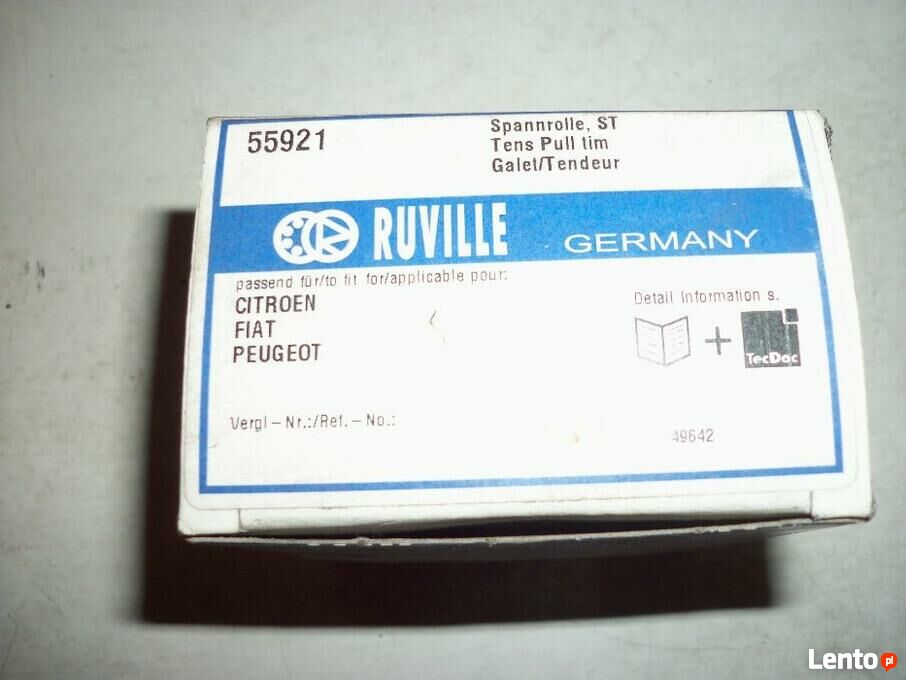 55921
Spannrolle, ST
Tens Pull tim
Galet/Tendeur
RUVILLE GERMANY
passend für/to fit for/applicable pour:
CITROEN
FIAT
PEUGEOT
Detail Information s.
+ TecDoc
Vergl – Nr.:/Ref. – No.:
49642
Lento pl